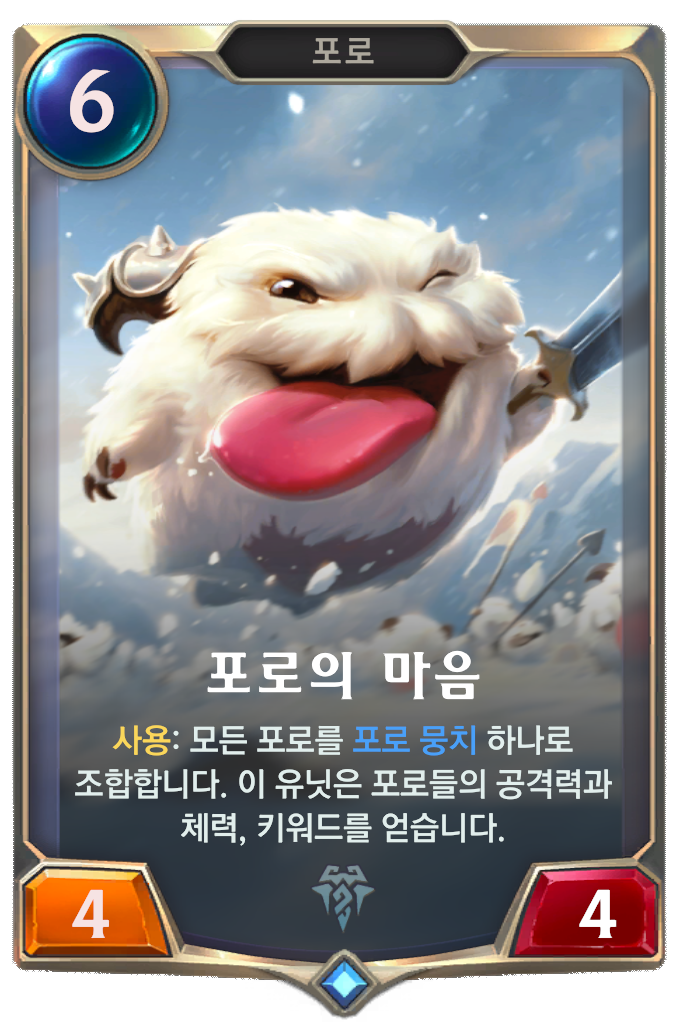 포로
6
포로의 마음
사용: 모든 포로를 포로 뭉치 하나로
조합합니다. 이 유닛은 포로들의 공격력과
체력, 키워드를 얻습니다.
4
4